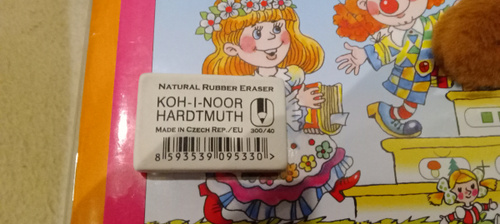 NATURAL RUBBER ERASER
KOH-I-NOOR
HARDTMUTH
MADE IN CZECH REP./EU 300/40
8 593539 095330 >